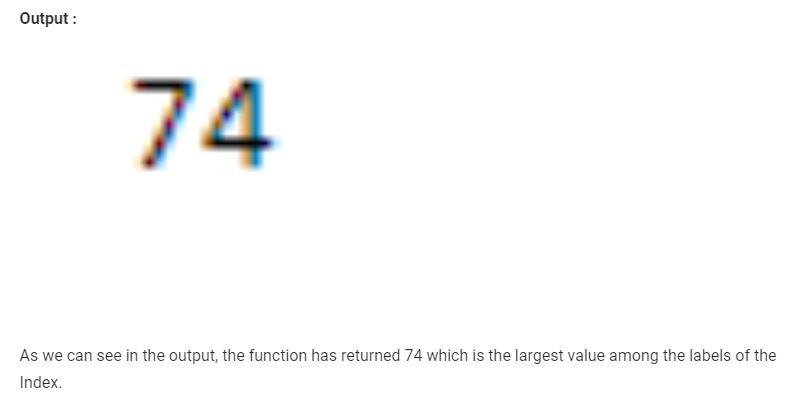 Output :
74
As we can see in the output, the function has returned 74 which is the largest value among the labels of the
Index.